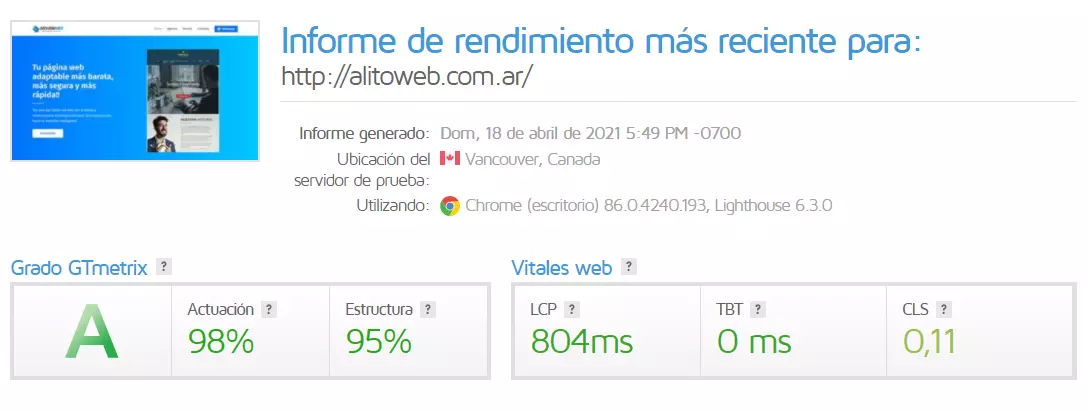 Informe de rendimiento más reciente para:
http://alitoweb.com.ar/
Tu página web
adaptable más barata,
más segura y más
rápida!!
Informe generado: Dom, 18 de abril de 2021 5:49 PM -0700
Ubicación del
servidor de prueba: Vancouver, Canada
Utilizando: Chrome (escritorio) 86.0.4240.193, Lighthouse 6.3.0
Grado GTmetrix ?
A
Actuación ?
98%
Estructura ?
95%
Vitales web ?
LCP ?
804ms
TBT ?
0 ms
CLS ?
0,11